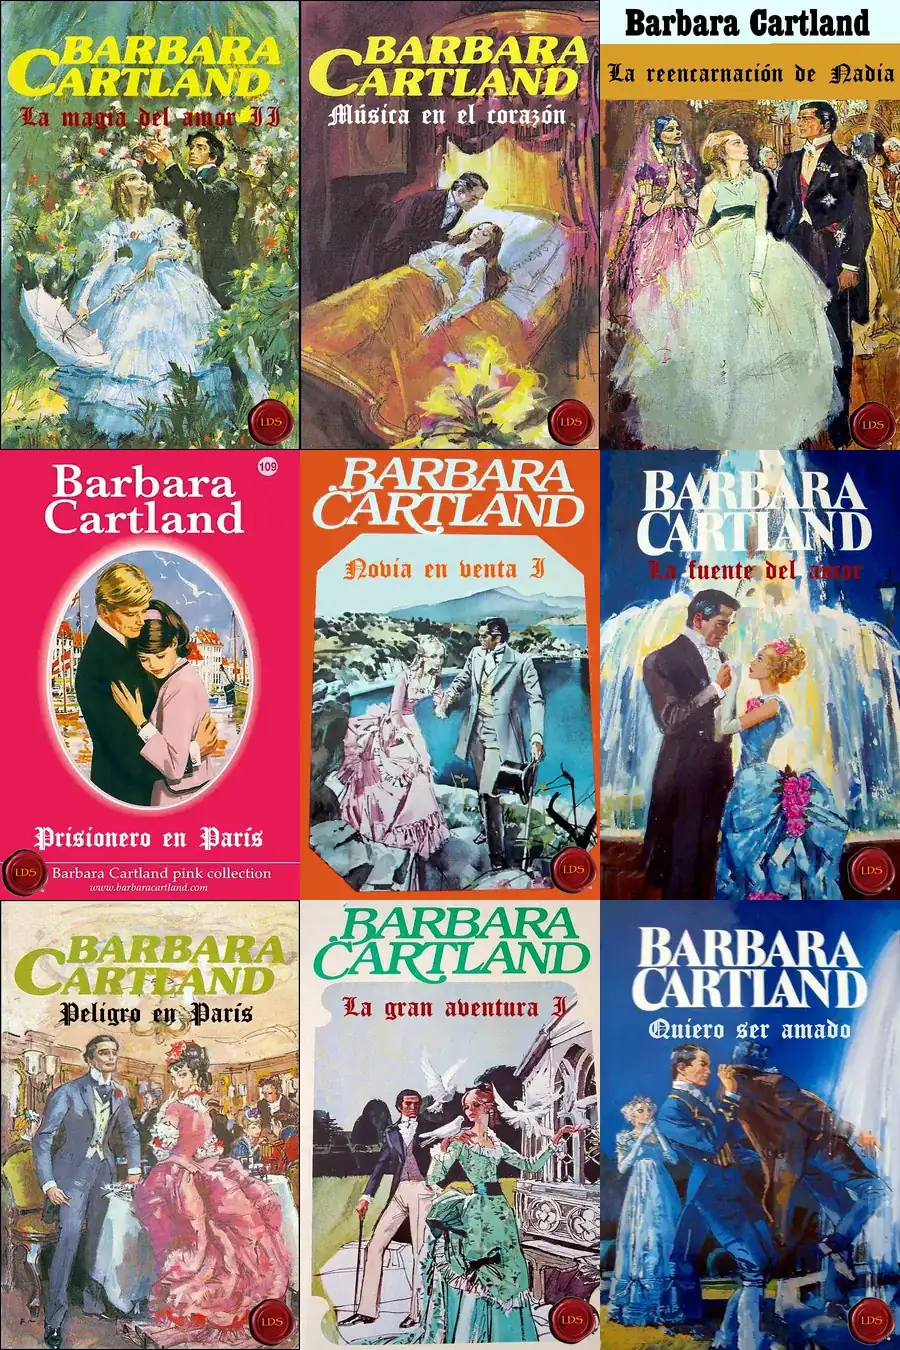 BARBARA
CARTLAND
La magia del amor II
LDS
BARBARA
CARTLAND
Música en el corazón
LDS
Barbara Cartland
La reencarnación de Nadia
LDS
109
Barbara
Cartland
Prisionero en París
LDS
Barbara Cartland pink collection
www.barbaracartland.com
BARBARA
CARTLAND
Novia en venta I
LDS
BARBARA
CARTLAND
La fuente del amor
LDS
BARBARA
CARTLAND
Peligro en París
LDS
BARBARA
CARTLAND
La gran aventura I
LDS
BARBARA
CARTLAND
Quiero ser amado
LDS